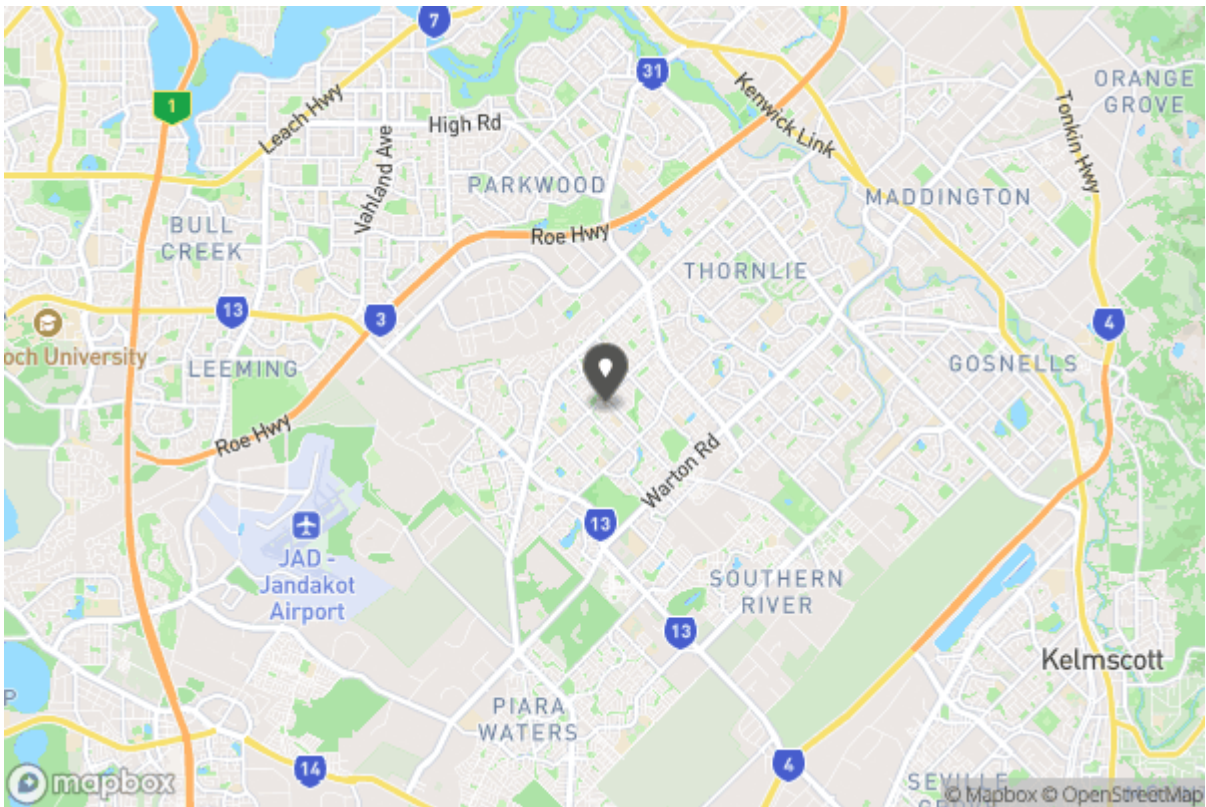 7
ORANGE
GROVE
31
1
Kenwick Link
Leach Hwy
High Rd
Tonkin Hwy
Vahland Ave
PARKWOOD
MADDINGTON
BULL
CREEK
Roe Hwy
THORNLIE
13
3
4
och University
LEEMING
GOSNELLS
Roe Hwy
Warton Rd
13
JAD -
Jandakot
Airport
SOUTHERN
RIVER
13
Kelmscott
P
PIARA
WATERS
14
4
mapbox
SEVILLE
© Mapbox © OpenStreetMap